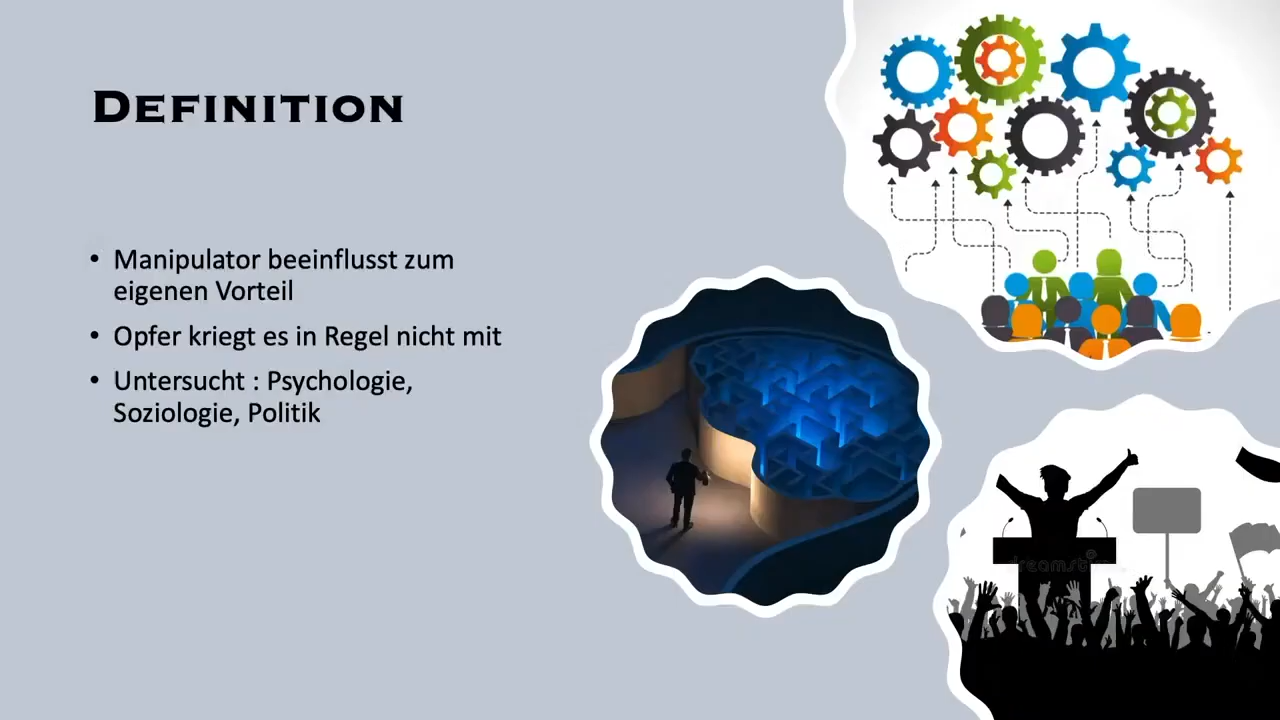 DEFINITION
• Manipulator beeinflusst zum
eigenen Vorteil
• Opfer kriegt es in Regel nicht mit
• Untersucht : Psychologie,
Soziologie, Politik